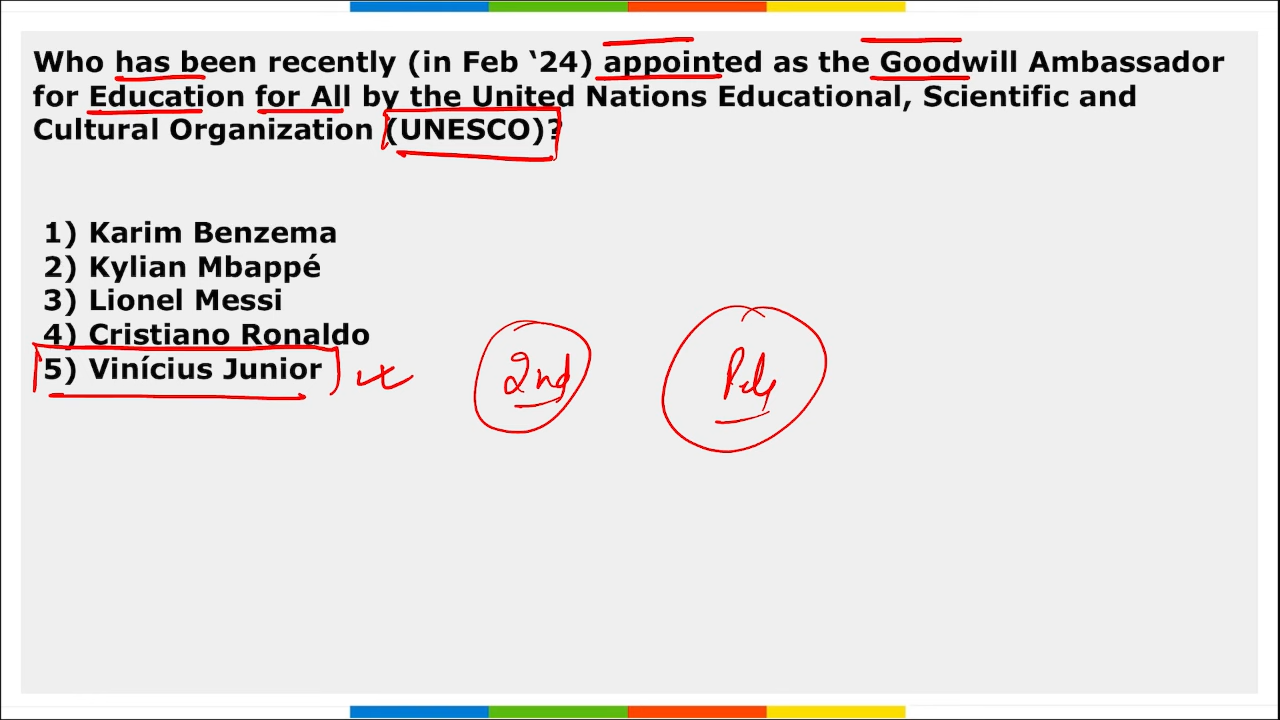 Who has been recently (in Feb ‘24) appointed as the Goodwill Ambassador
for Education for All by the United Nations Educational, Scientific and
Cultural Organization (UNESCO)?
1) Karim Benzema
2) Kylian Mbappé
3) Lionel Messi
4) Cristiano Ronaldo
5) Vinícius Junior
2nd